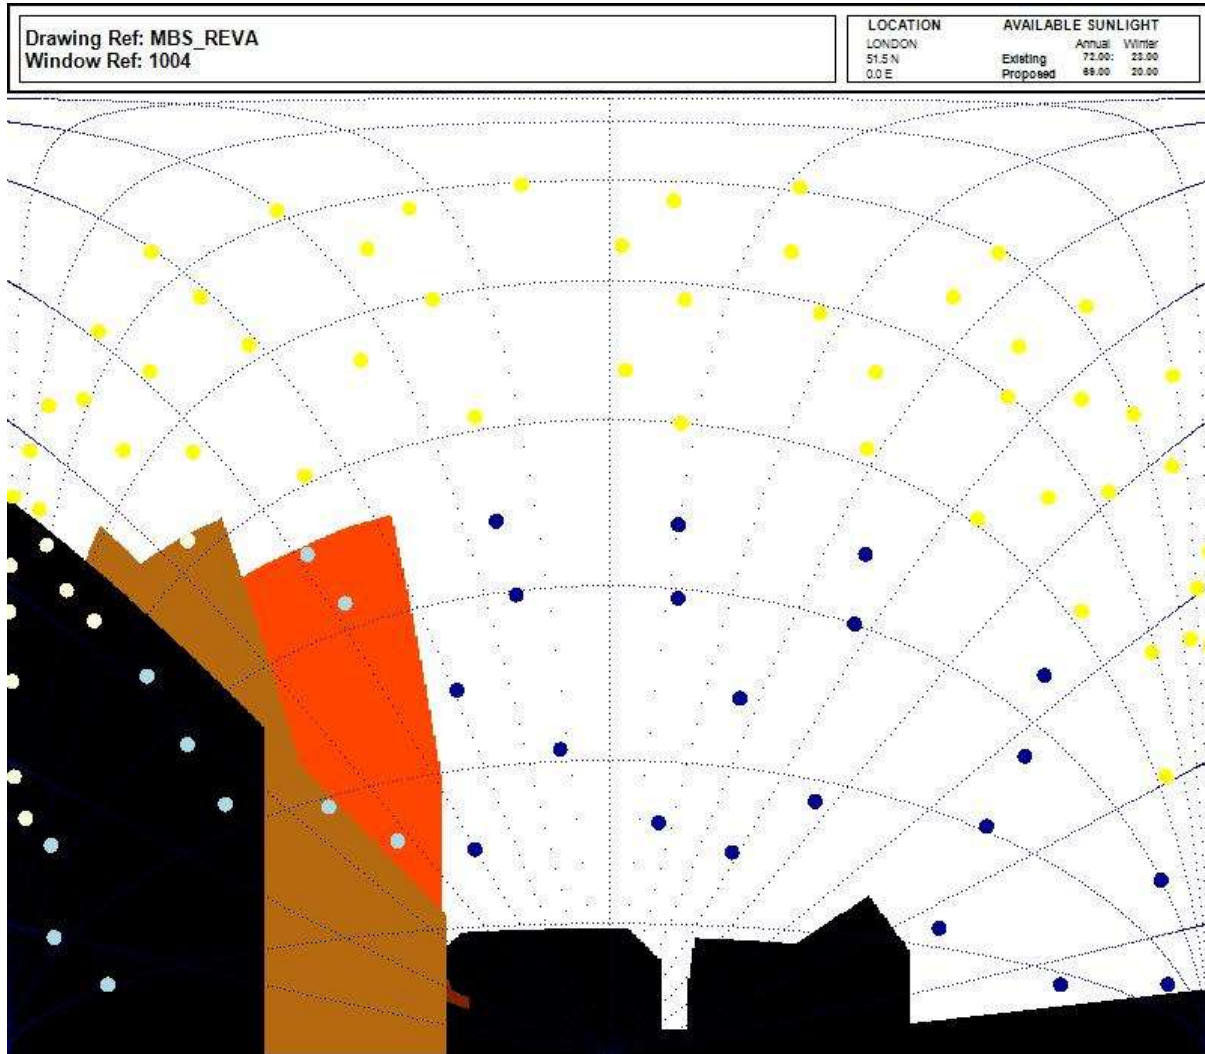 Drawing Ref: MBS_REVA
Window Ref: 1004
LOCATION
LONDON
51.5 N
0.0 E
AVAILABLE SUNLIGHT
Annual Winter
Existing 72.00: 23.00
Proposed 69.00 20.00